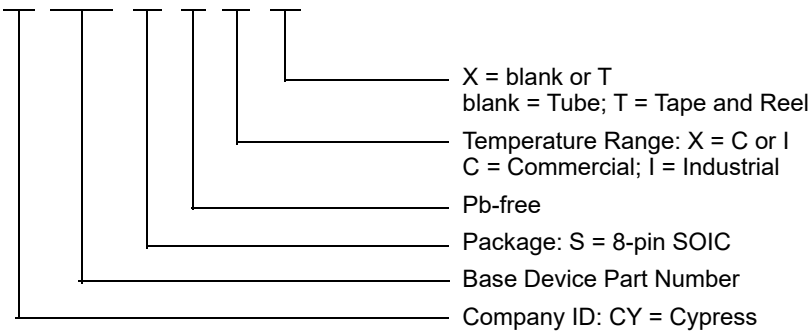 X = blank or T
blank = Tube; T = Tape and Reel
Temperature Range: X = C or I
C = Commercial; I = Industrial
Pb-free
Package: S = 8-pin SOIC
Base Device Part Number
Company ID: CY = Cypress